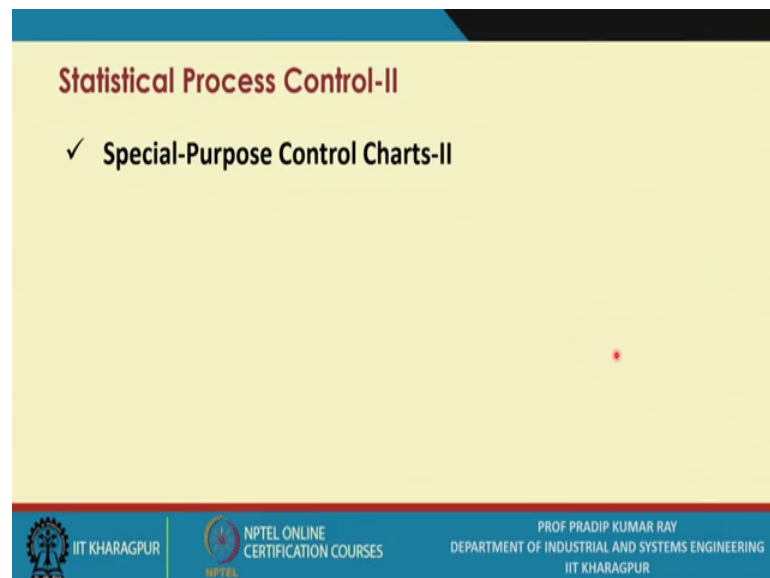 Statistical Process Control-II
✓ Special-Purpose Control Charts-II
IIT KHARAGPUR
NPTEL
NPTEL ONLINE
CERTIFICATION COURSES
PROF PRADIP KUMAR RAY
DEPARTMENT OF INDUSTRIAL AND SYSTEMS ENGINEERING
IIT KHARAGPUR